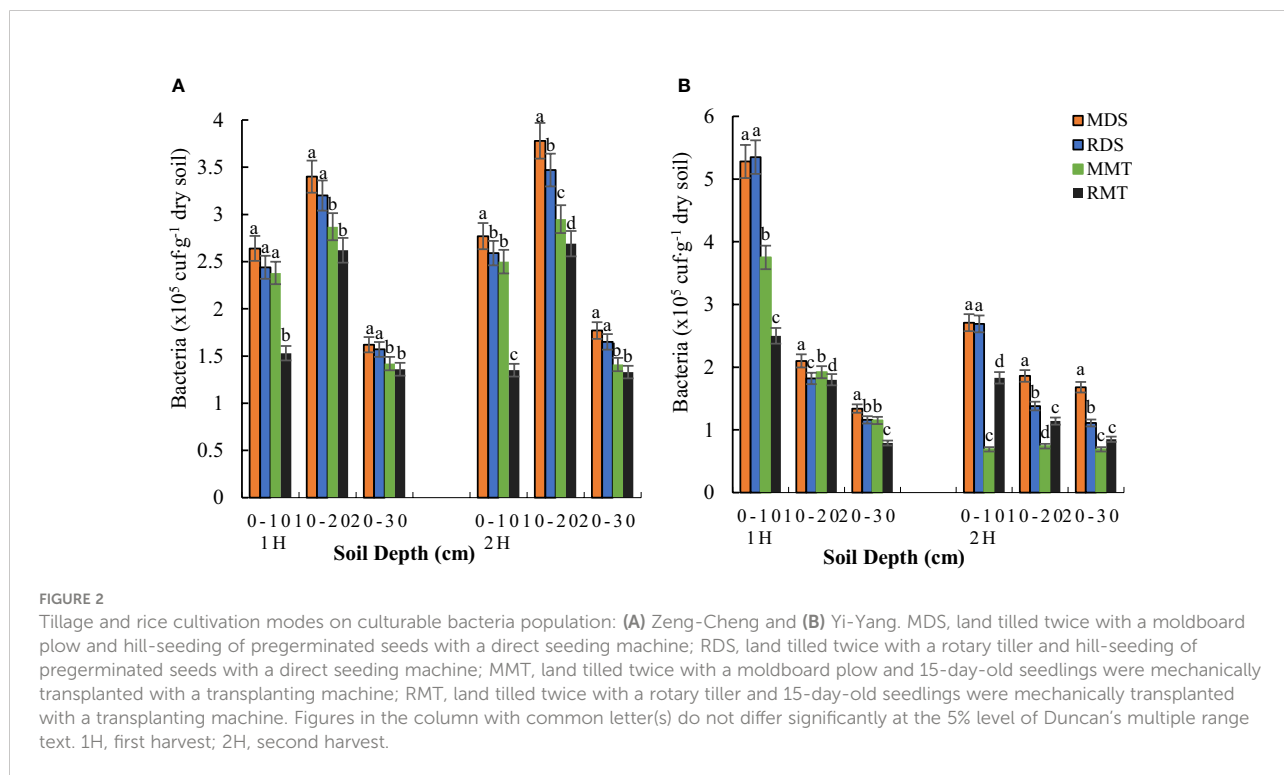 A
Bacteria (x10⁵ cuf·g⁻¹ dry soil)
4
3.5
3
2.5
2
1.5
1
0.5
0
a
a
a
b
a
a
b
b
a
a
b
b
a
b
b
c
a
b
c
d
a
a
b
b
0-10 10-20 20-30
0-10 10-20 20-30
1H
2H
Soil Depth (cm)
B
Bacteria (x10⁵ cuf·g⁻¹ dry soil)
6
5
4
3
2
1
0
a
a
b
c
a
c
b
d
a
b
b
c
a
a
c
d
a
b
d
c
a
b
c
c
0-10 10-20 20-30
0-10 10-20 20-30
1H
2H
Soil Depth (cm)
MDS
RDS
MMT
RMT
FIGURE 2
Tillage and rice cultivation modes on culturable bacteria population: (A) Zeng-Cheng and (B) Yi-Yang. MDS, land tilled twice with a moldboard
plow and hill-seeding of pregerminated seeds with a direct seeding machine; RDS, land tilled twice with a rotary tiller and hill-seeding of
pregerminated seeds with a direct seeding machine; MMT, land tilled twice with a moldboard plow and 15-day-old seedlings were mechanically
transplanted with a transplanting machine; RMT, land tilled twice with a rotary tiller and 15-day-old seedlings were mechanically transplanted
with a transplanting machine. Figures in the column with common letter(s) do not differ significantly at the 5% level of Duncan's multiple range
text. 1H, first harvest; 2H, second harvest.